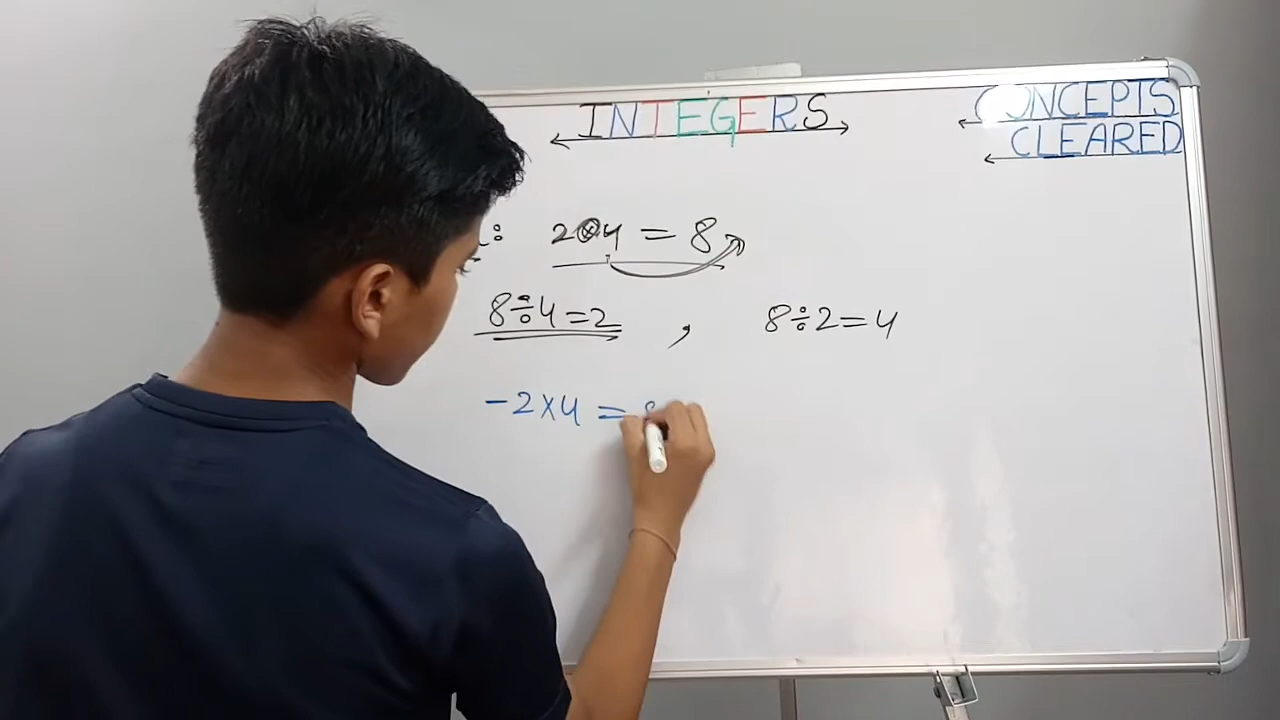 INTEGERS
CONCEPTS
CLEARED
: 2×4 = 8
8÷4=2 , 8÷2=4
-2×4 =